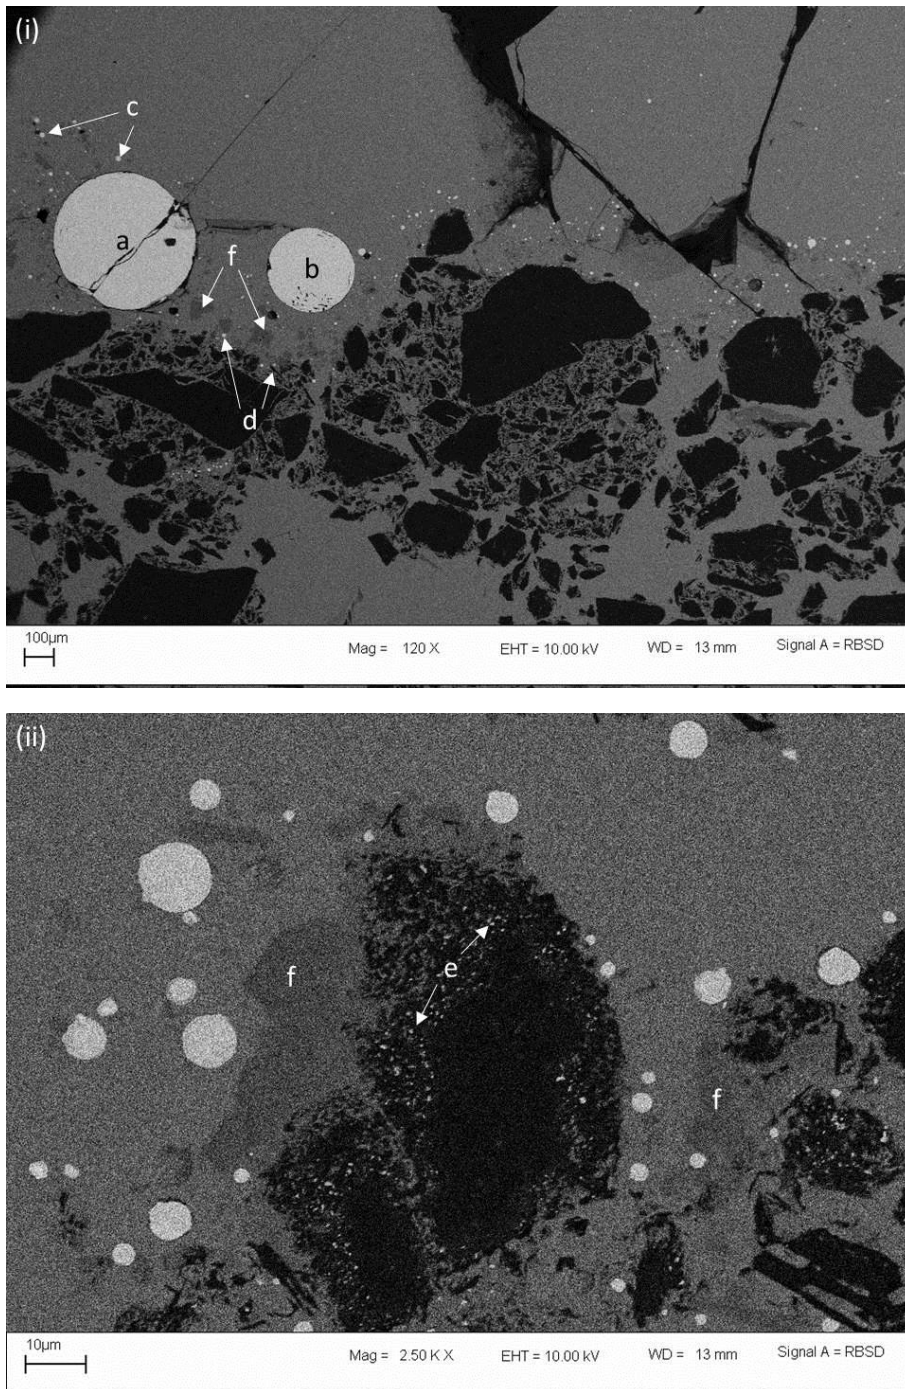 (i)
c
a
b
f
d
100µm
Mag = 120 X EHT = 10.00 kV WD = 13 mm Signal A = RBSD
(ii)
e
f
f
10µm
Mag = 2.50 K X EHT = 10.00 kV WD = 13 mm Signal A = RBSD